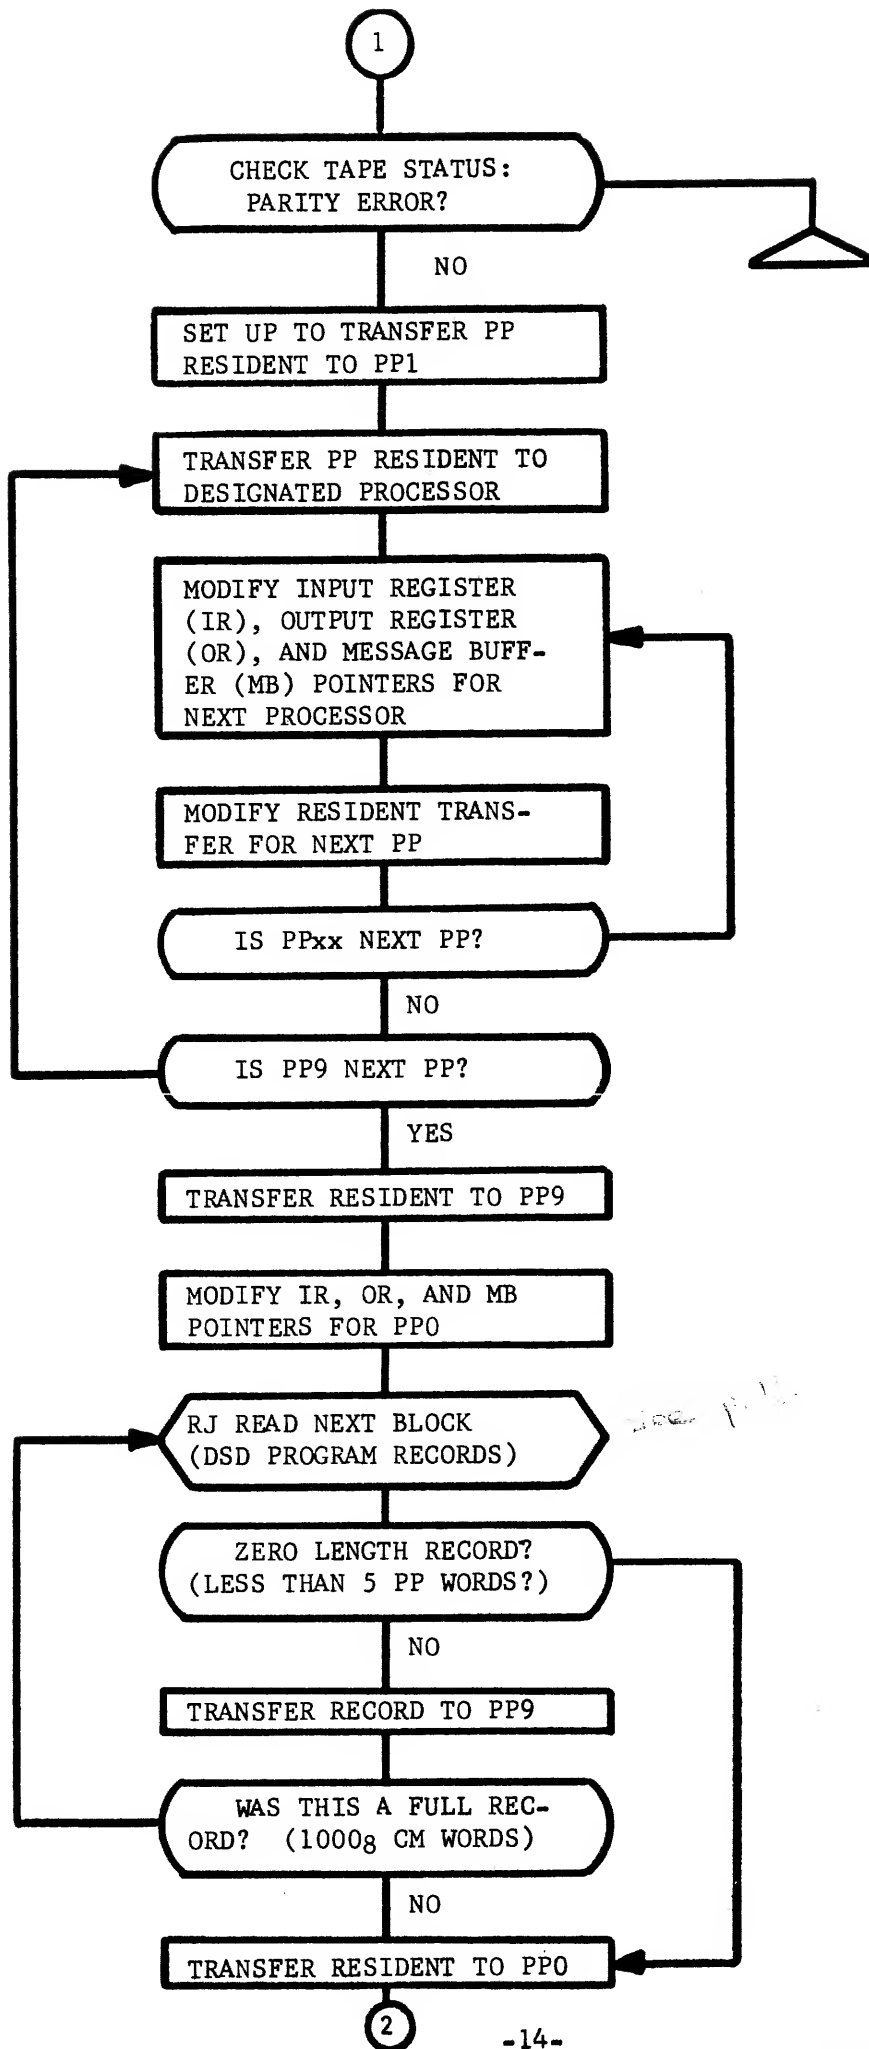 1
CHECK TAPE STATUS:
PARITY ERROR?
NO
SET UP TO TRANSFER PP
RESIDENT TO PP1
TRANSFER PP RESIDENT TO
DESIGNATED PROCESSOR
MODIFY INPUT REGISTER
(IR), OUTPUT REGISTER
(OR), AND MESSAGE BUFF-
ER (MB) POINTERS FOR
NEXT PROCESSOR
MODIFY RESIDENT TRANS-
FER FOR NEXT PP
IS PPxx NEXT PP?
NO
IS PP9 NEXT PP?
YES
TRANSFER RESIDENT TO PP9
MODIFY IR, OR, AND MB
POINTERS FOR PP0
RJ READ NEXT BLOCK
(DSD PROGRAM RECORDS)
see p.
ZERO LENGTH RECORD?
(LESS THAN 5 PP WORDS?)
NO
TRANSFER RECORD TO PP9
WAS THIS A FULL REC-
ORD? (1000₈ CM WORDS)
NO
TRANSFER RESIDENT TO PP0
2
-14-